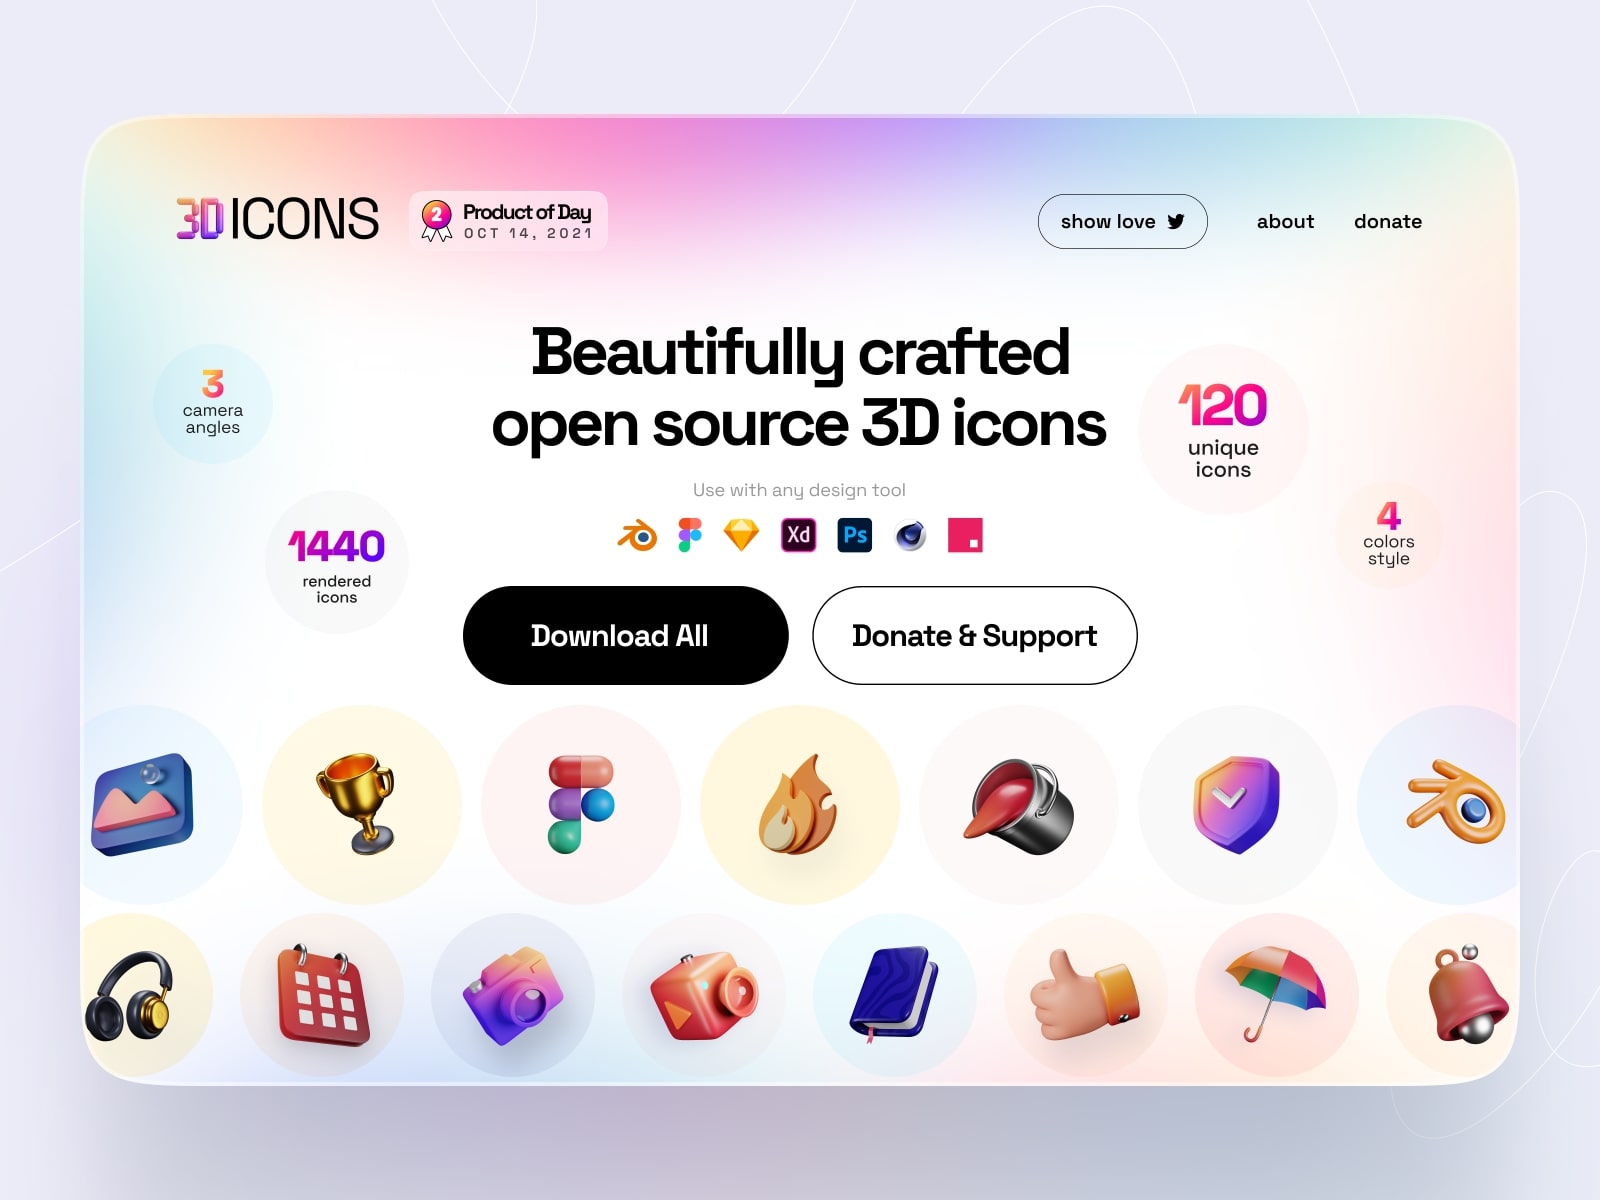 3D ICONS
2
Product of Day
OCT 14, 2021
show love
about
donate
Beautifully crafted
open source 3D icons
3
camera
angles
120
unique
icons
Use with any design tool
Xd
Ps
1440
rendered
icons
4
colors
style
Download All
Donate & Support